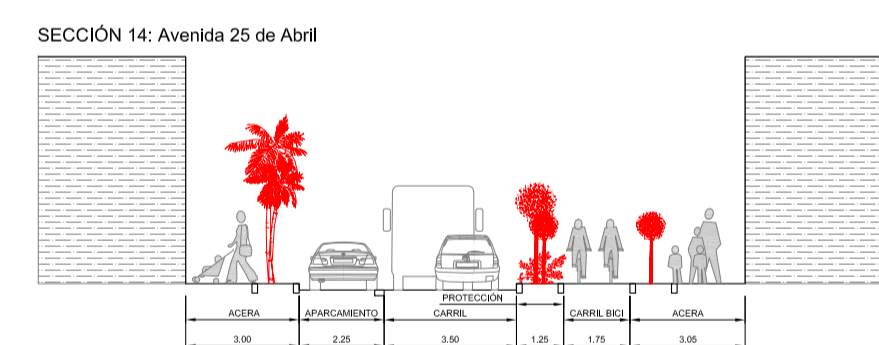 SECCIÓN 14: Avenida 25 de Abril
PROTECCIÓN
ACERA APARCAMIENTO CARRIL CARRIL BICI ACERA
3.00 2.25 3.50 1.25 1.75 3.05